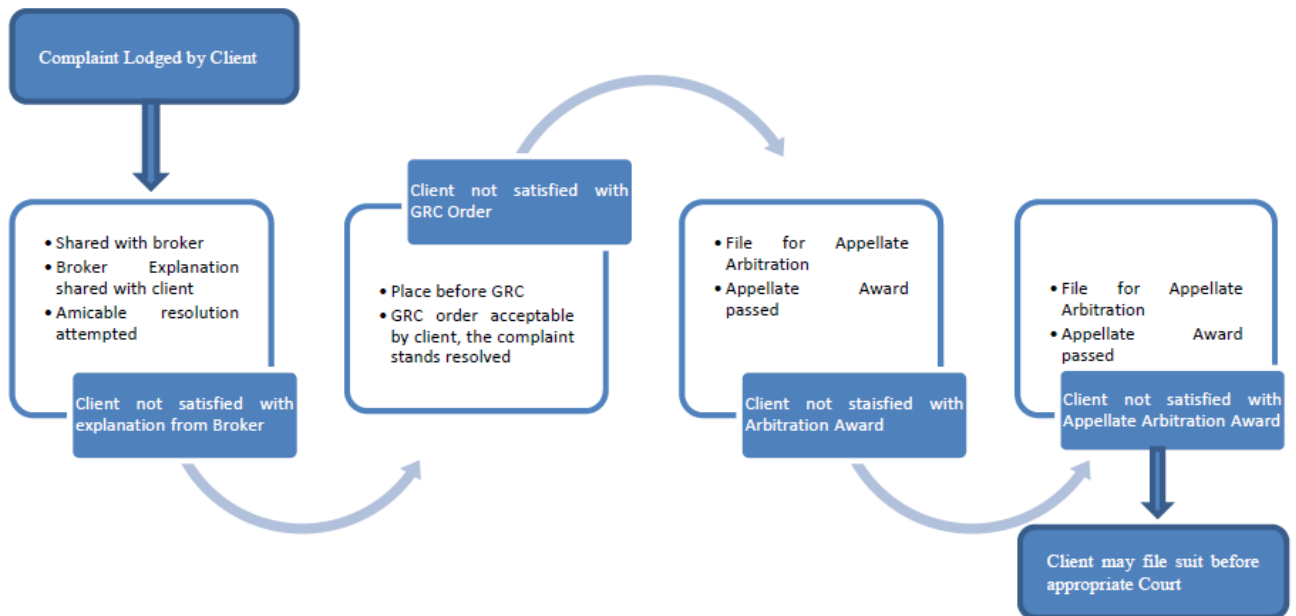 Complaint Lodged by Client
• Shared with broker
• Broker Explanation
shared with client
• Amicable resolution
attempted
Client not satisfied with
explanation from Broker
Client not satisfied with
GRC Order
• Place before GRC
• GRC order acceptable
by client, the complaint
stands resolved
• File for Appellate
Arbitration
• Appellate Award
passed
Client not staisfied with
Arbitration Award
• File for Appellate
Arbitration
• Appellate Award
passed
Client not satisfied with
Appellate Arbitration Award
Client may file suit before
appropriate Court